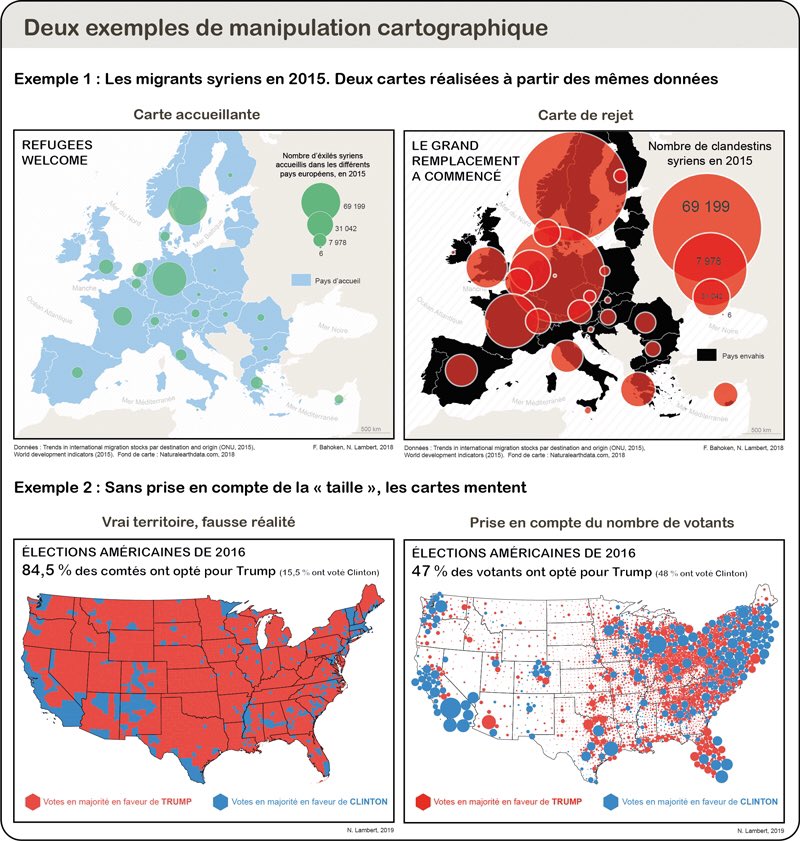 Deux exemples de manipulation cartographique
Exemple 1 : Les migrants syriens en 2015. Deux cartes réalisées à partir des mêmes données
Carte accueillante
REFUGEES
WELCOME
Nombre d'éxilés syriens
accueillis dans les différents
pays européens, en 2015
69 199
31 042
7 978
6
Pays d'accueil
Mer du Nord
Mer Baltique
Manche
Océan Atlantique
Mer Noire
Mer Méditerranée
Mer Méditerranée
500 km
Données : Trends in international migration stocks par destination and origin (ONU, 2015),
World development indicators (2015). Fond de carte : Naturalearthdata.com, 2018
F. Bahoken, N. Lambert, 2018
Carte de rejet
LE GRAND
REMPLACEMENT
A COMMENCÉ
Nombre de clandestins
syriens en 2015
69 199
7 978
31 042
6
Pays envahis
Mer du Nord
Manche
Océan Atlantique
Mer Noire
Mer Méditerranée
Mer Méditerranée
500 km
Données : Trends in international migration stocks par destination and origin (ONU, 2015),
World development indicators (2015). Fond de carte : Naturalearthdata.com, 2018
F. Bahoken, N. Lambert, 2018
Exemple 2 : Sans prise en compte de la « taille », les cartes mentent
Vrai territoire, fausse réalité
ÉLECTIONS AMÉRICAINES DE 2016
84,5 % des comtés ont opté pour Trump (15,5 % ont voté Clinton)
Votes en majorité en faveur de TRUMP
Votes en majorité en faveur de CLINTON
N. Lambert, 2019
Prise en compte du nombre de votants
ÉLECTIONS AMÉRICAINES DE 2016
47 % des votants ont opté pour Trump (48 % ont voté Clinton)
Votes en majorité en faveur de TRUMP
Votes en majorité en faveur de CLINTON
N. Lambert, 2019